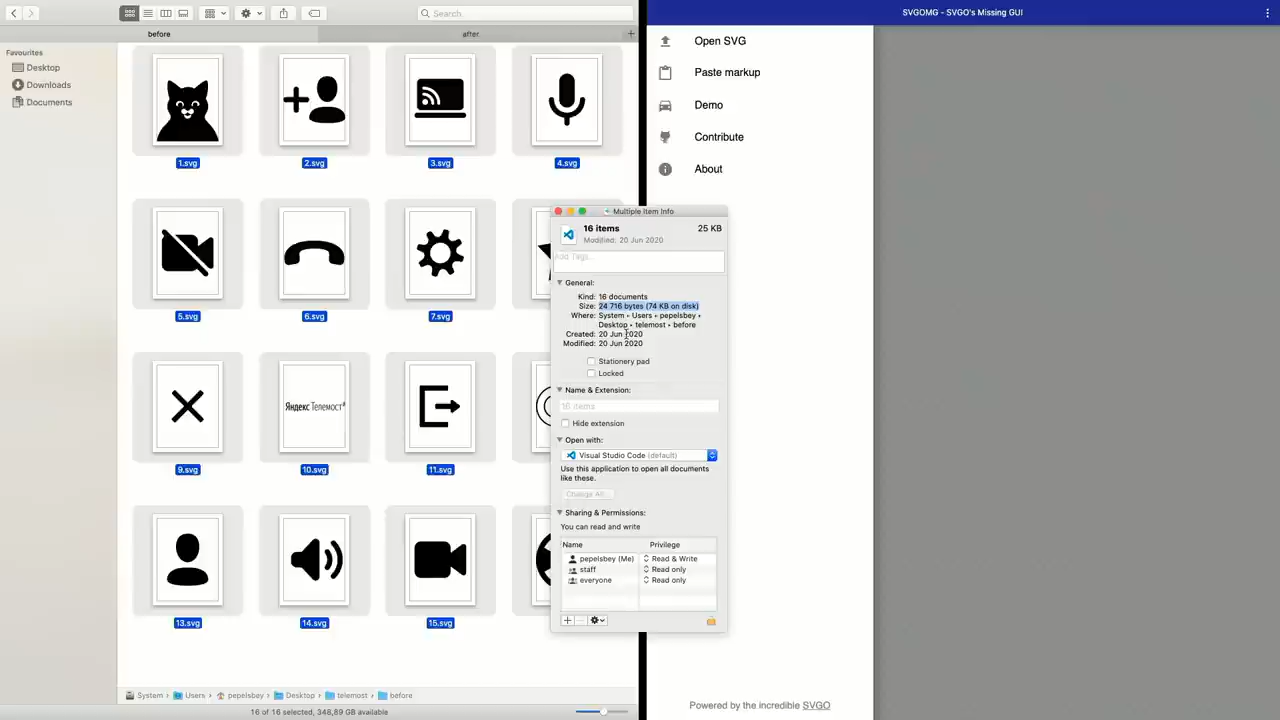 Search
before
after
Favourites
Desktop
Downloads
Documents
1.svg
2.svg
3.svg
4.svg
5.svg
6.svg
7.svg
9.svg
Яндекс Телемост
10.svg
11.svg
13.svg
14.svg
15.svg
System
Users
pepelsbey
Desktop
telemost
before
16 of 16 selected, 348,89 GB available
Multiple Item Info
16 items
25 KB
Modified: 20 Jun 2020
Add Tags...
General:
Kind: 16 documents
Size: 24 716 bytes (74 KB on disk)
Where: System • Users • pepelsbey •
Desktop • telemost • before
Created: 20 Jun 2020
Modified: 20 Jun 2020
Stationery pad
Locked
Name & Extension:
16 items
Hide extension
Open with:
Visual Studio Code (default)
Use this application to open all documents
like these.
Change All...
Sharing & Permissions:
You can read and write
Name Privilege
pepelsbey (Me) Read & Write
staff Read only
everyone Read only
SVGOMG - SVGO's Missing GUI
Open SVG
Paste markup
Demo
Contribute
About
Powered by the incredible SVGO